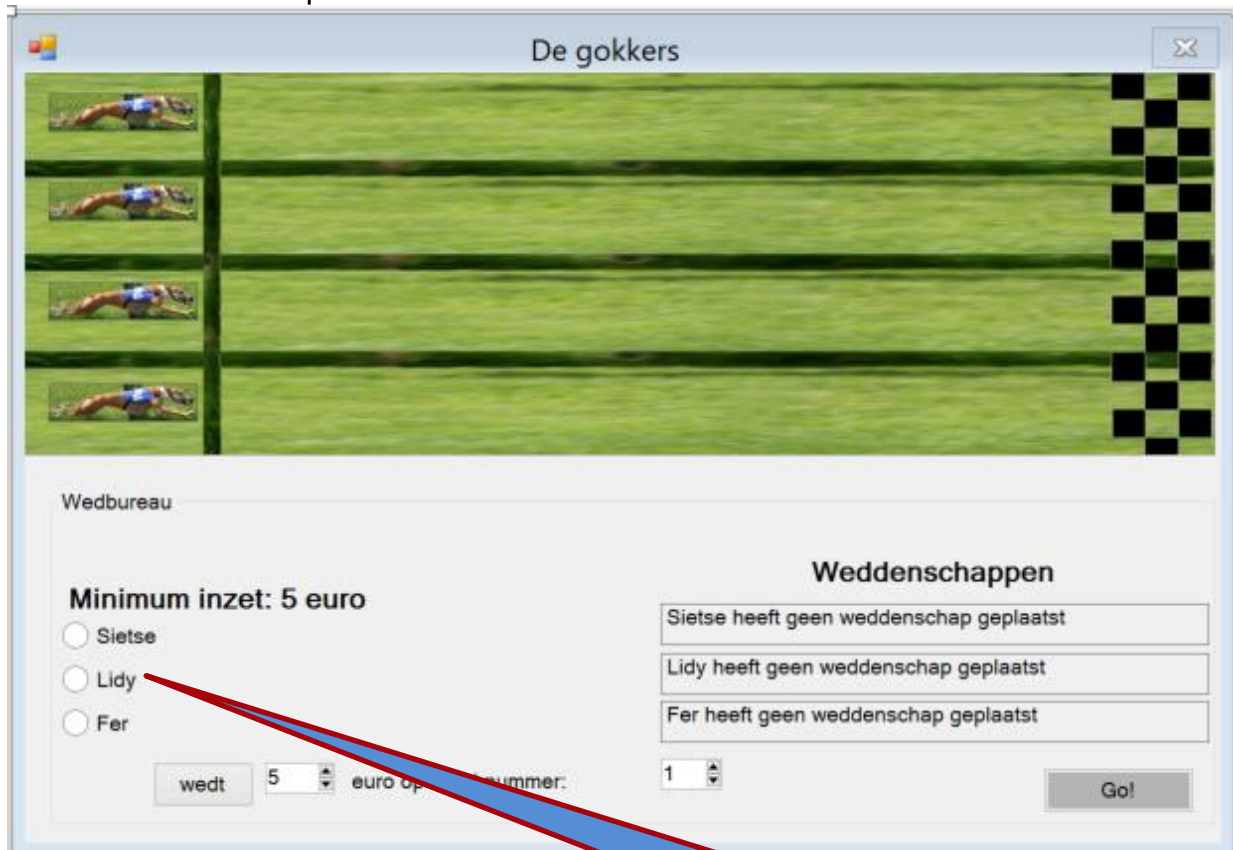 De gokkers
Wedbureau
Weddenschappen
Minimum inzet: 5 euro
Sietse heeft geen weddenschap geplaatst
Sietse
Lidy heeft geen weddenschap geplaatst
Lidy
Fer heeft geen weddenschap geplaatst
Fer
wedt 5 euro op nummer: 1
Go!